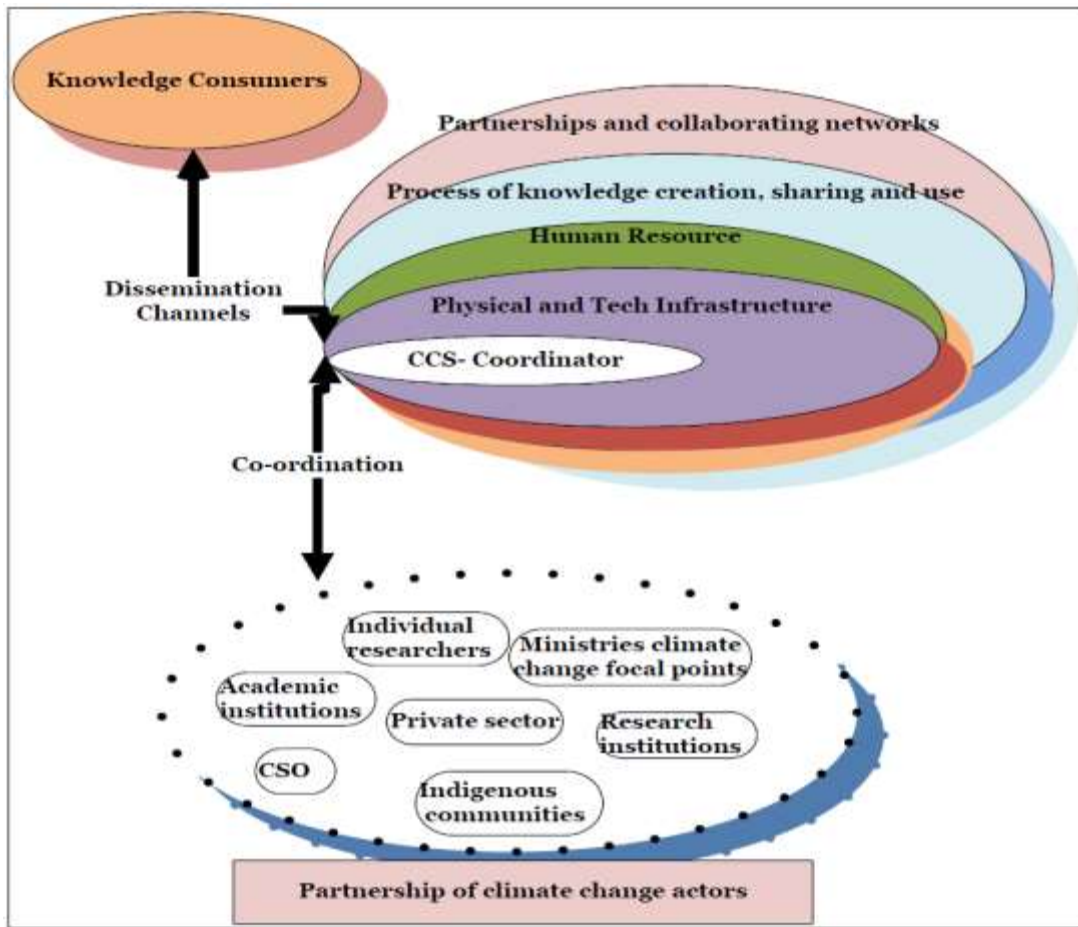 Knowledge Consumers
Partnerships and collaborating networks
Process of knowledge creation, sharing and use
Human Resource
Physical and Tech Infrastructure
CCS- Coordinator
Dissemination
Channels
Co-ordination
Individual
researchers
Ministries climate
change focal points
Academic
institutions
Private sector
Research
institutions
CSO
Indigenous
communities
Partnership of climate change actors